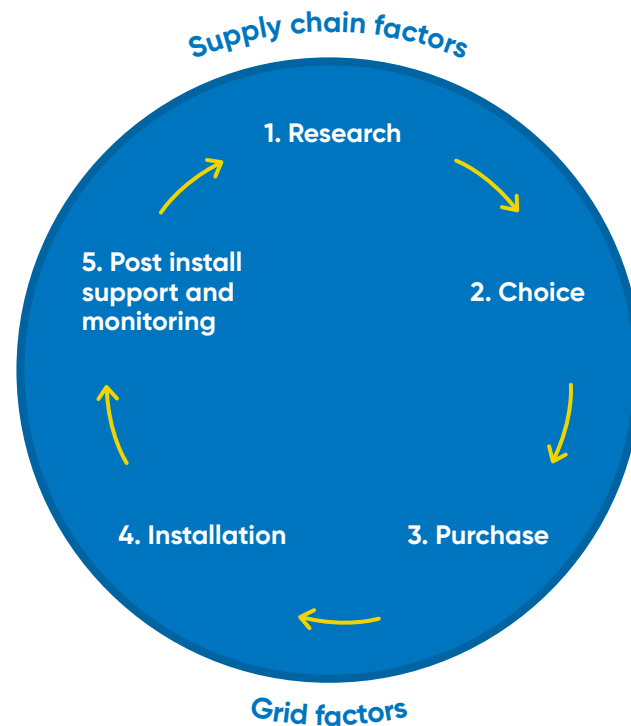 Supply chain factors
1. Research
2. Choice
3. Purchase
4. Installation
5. Post install
support and
monitoring
Grid factors